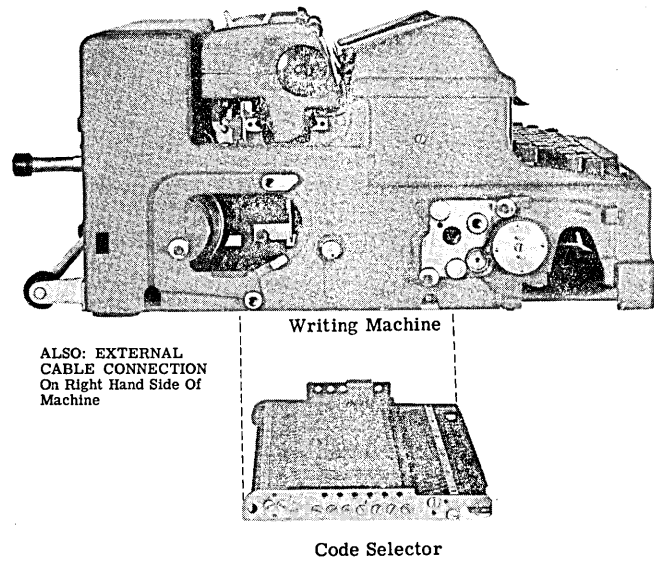 Writing Machine
ALSO: EXTERNAL
CABLE CONNECTION
On Right Hand Side Of
Machine
Code Selector